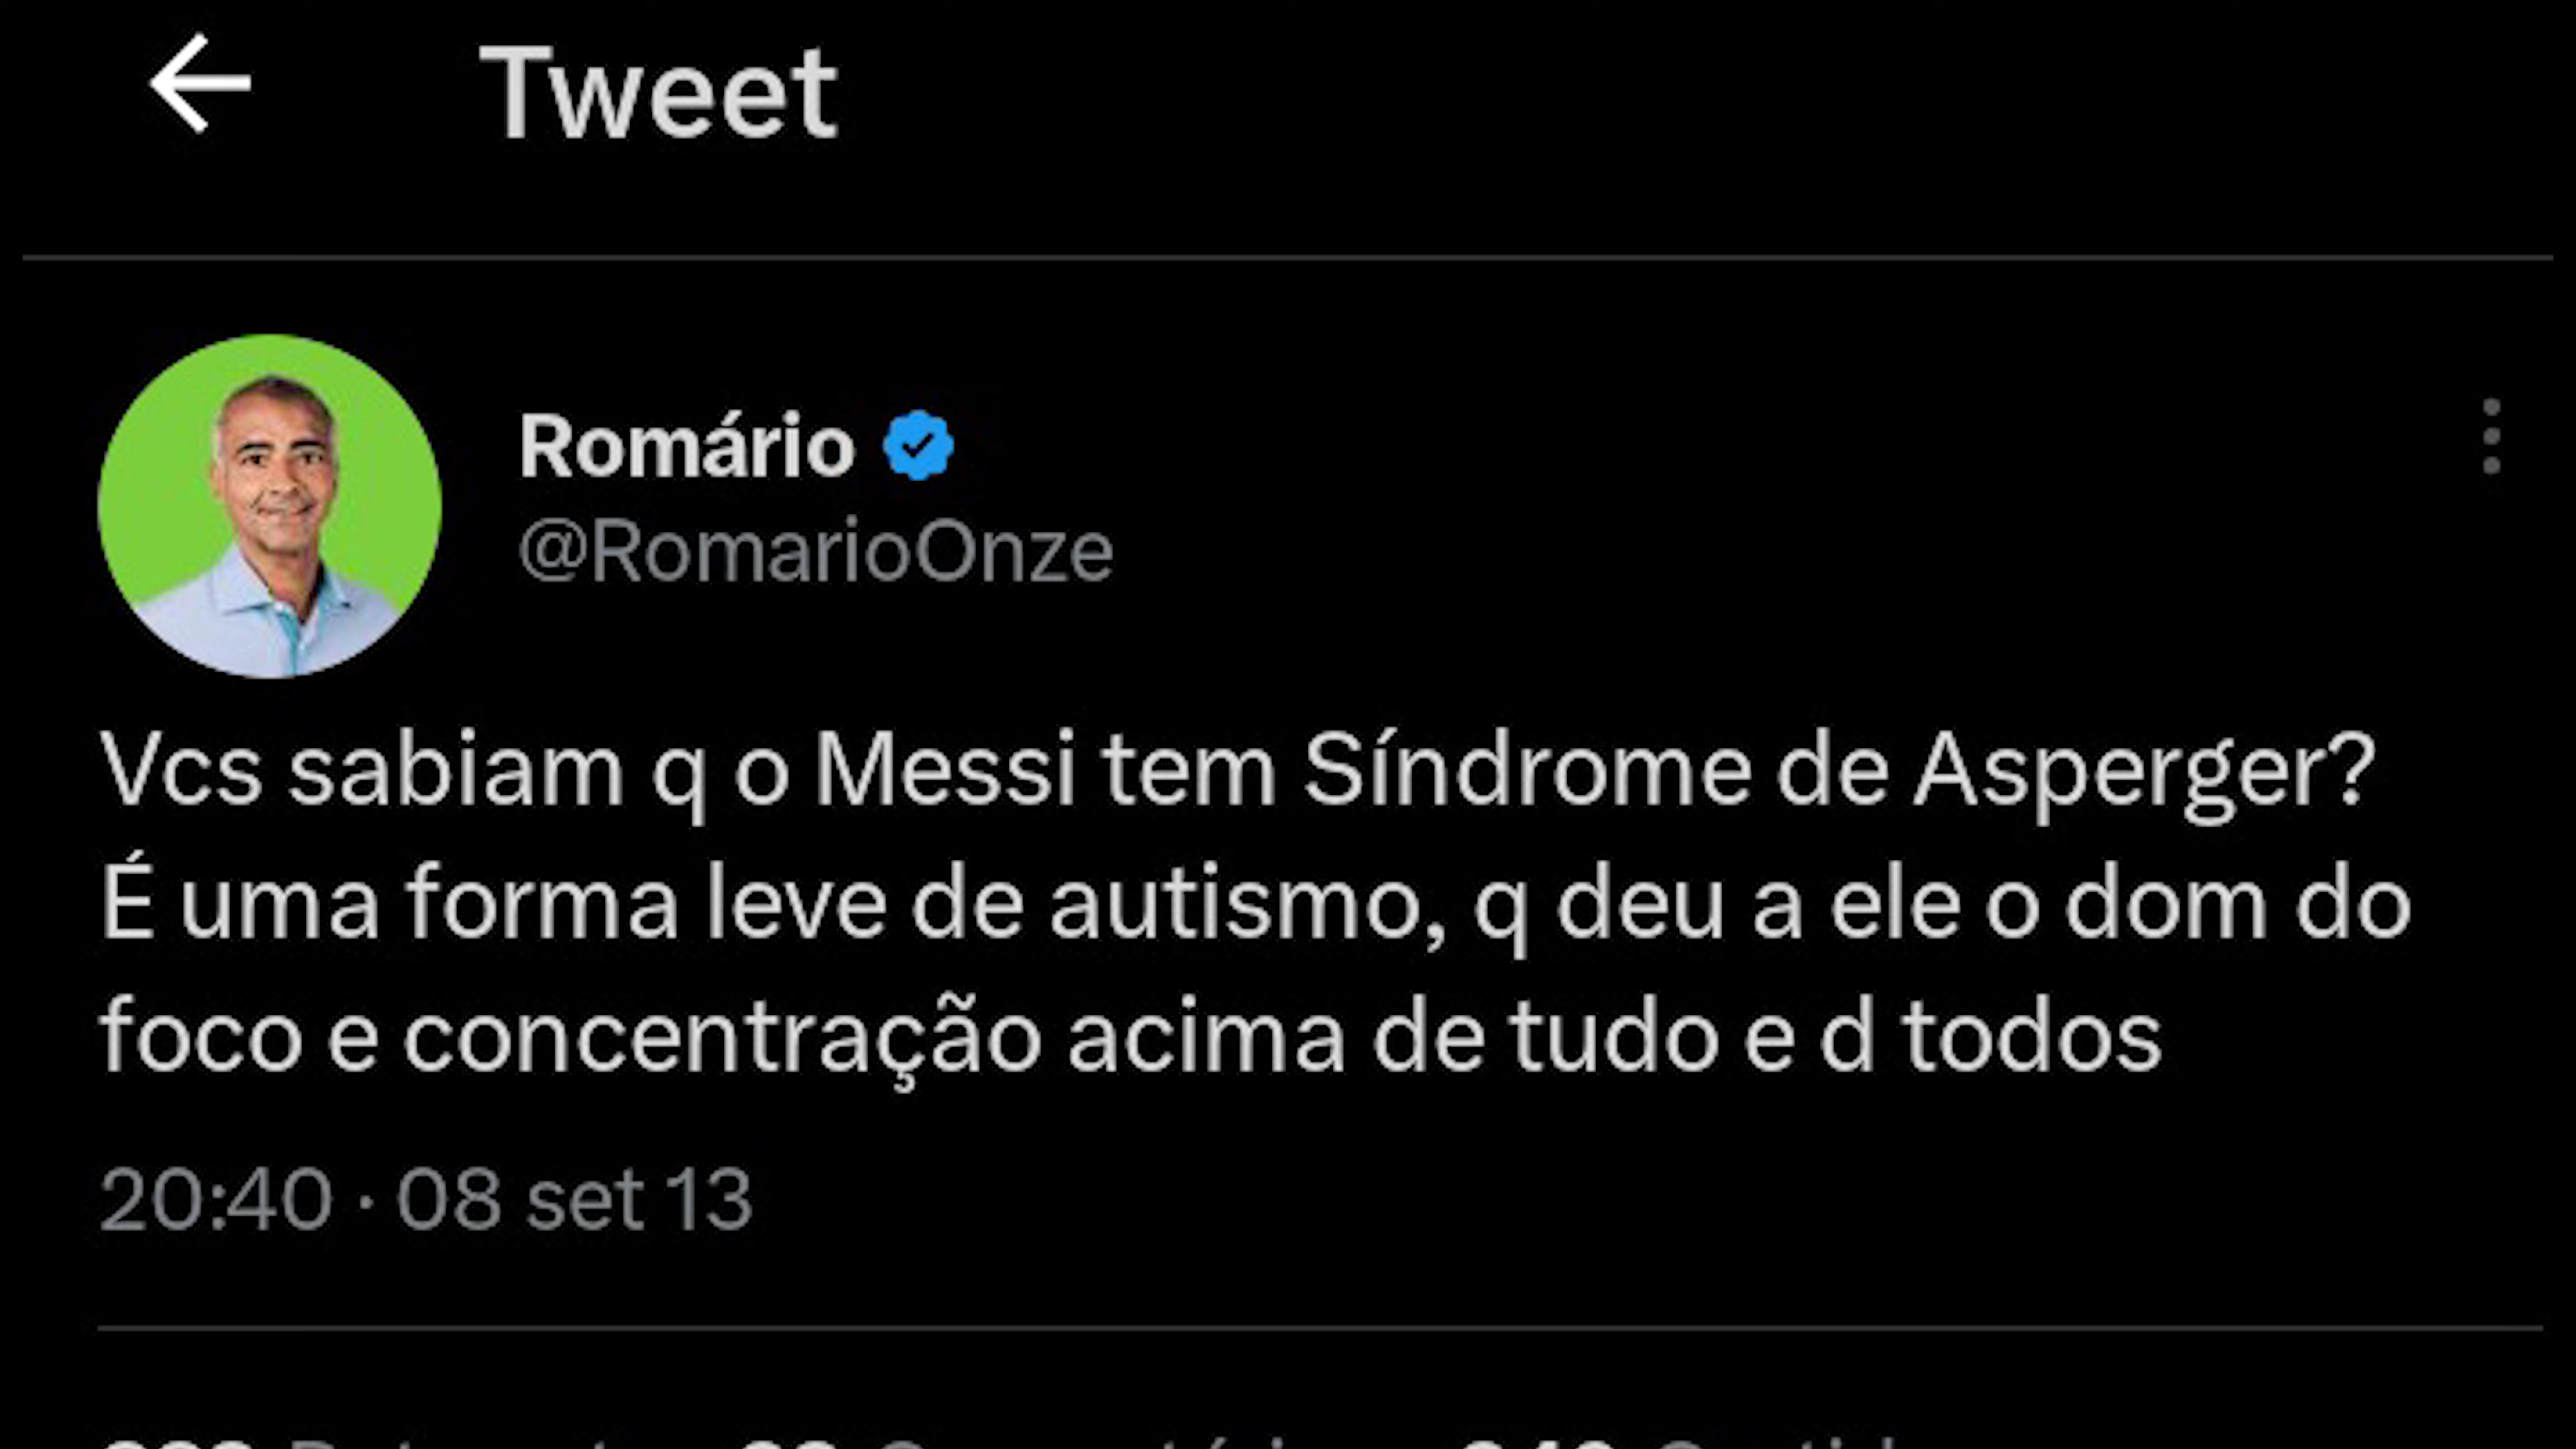 Tweet
Romário
@RomarioOnze
Vcs sabiam q o Messi tem Síndrome de Asperger?
É uma forma leve de autismo, q deu a ele o dom do
foco e concentração acima de tudo e d todos
20:40 · 08 set 13